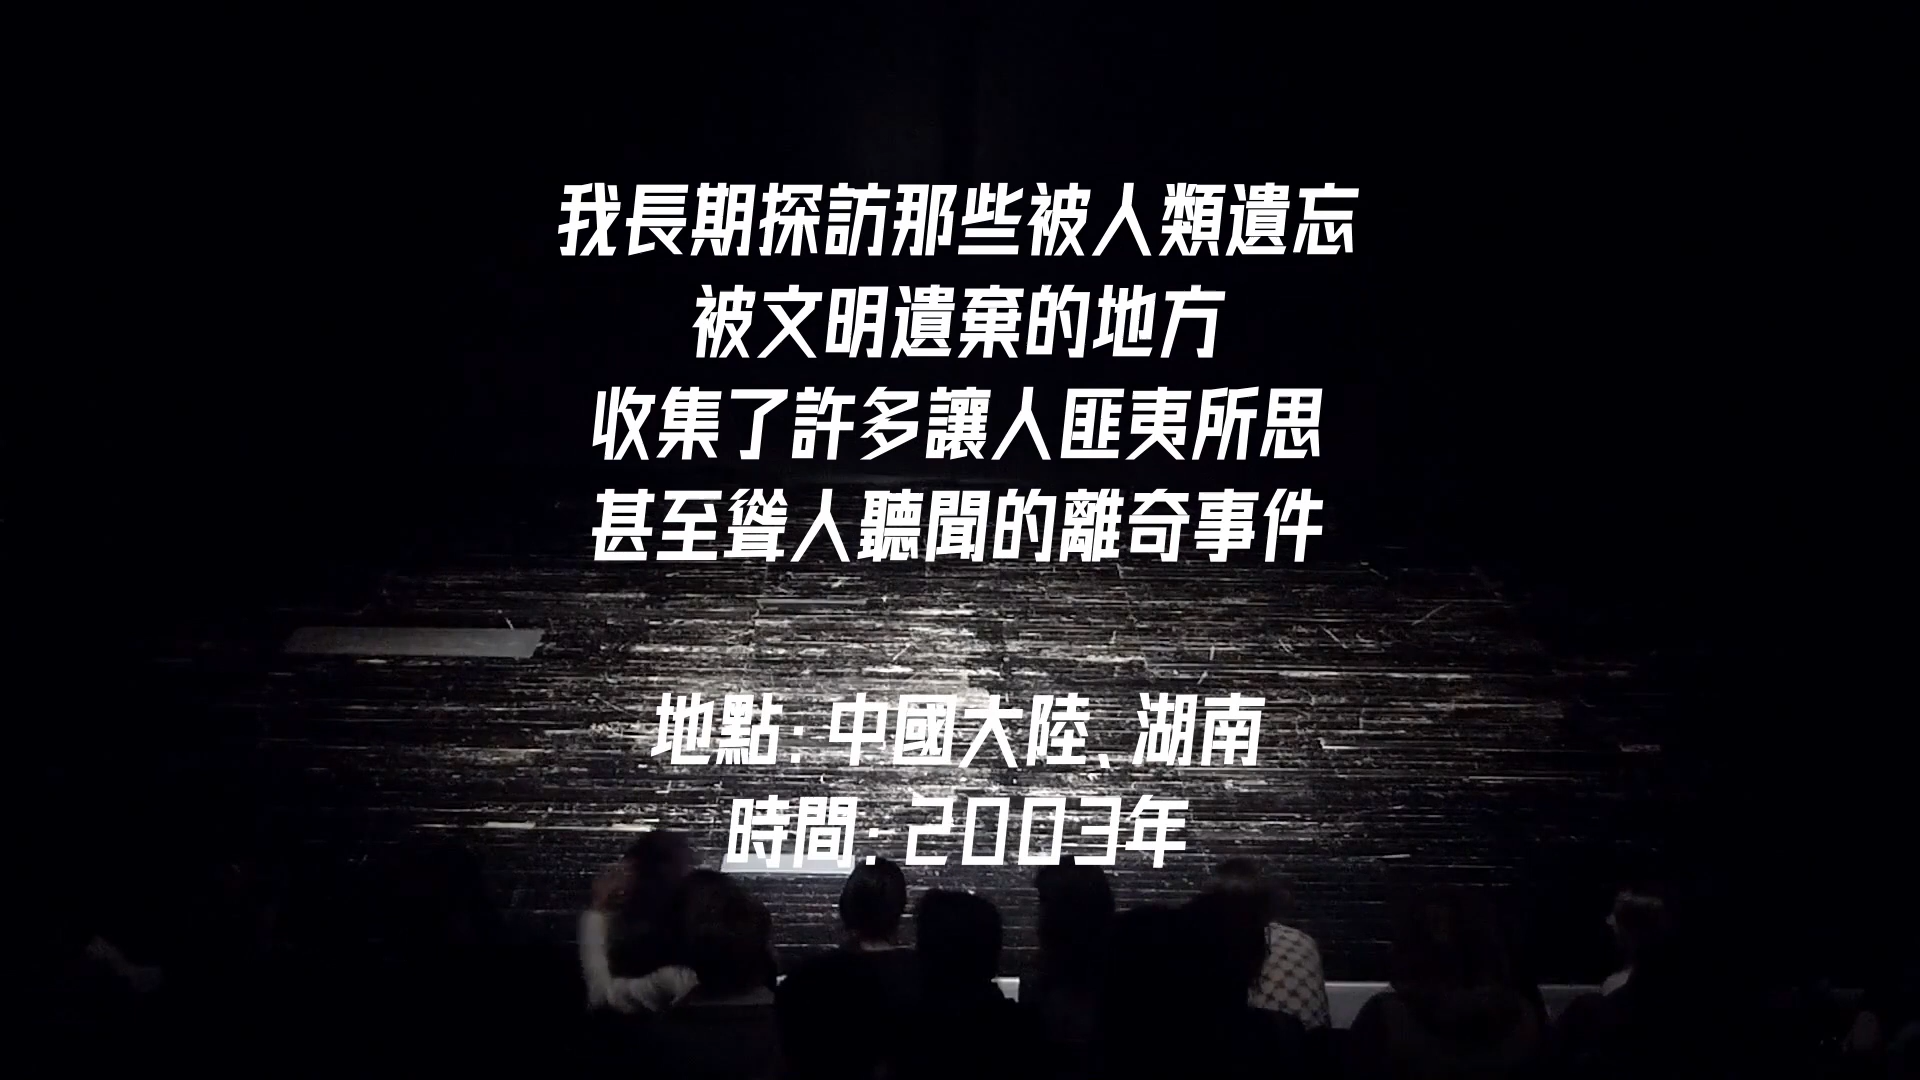 我長期探訪那些被人類遺忘
被文明遺棄的地方
收集了許多讓人匪夷所思
甚至聳人聽聞的離奇事件
地點:中國大陸、湖南
時間:2003年